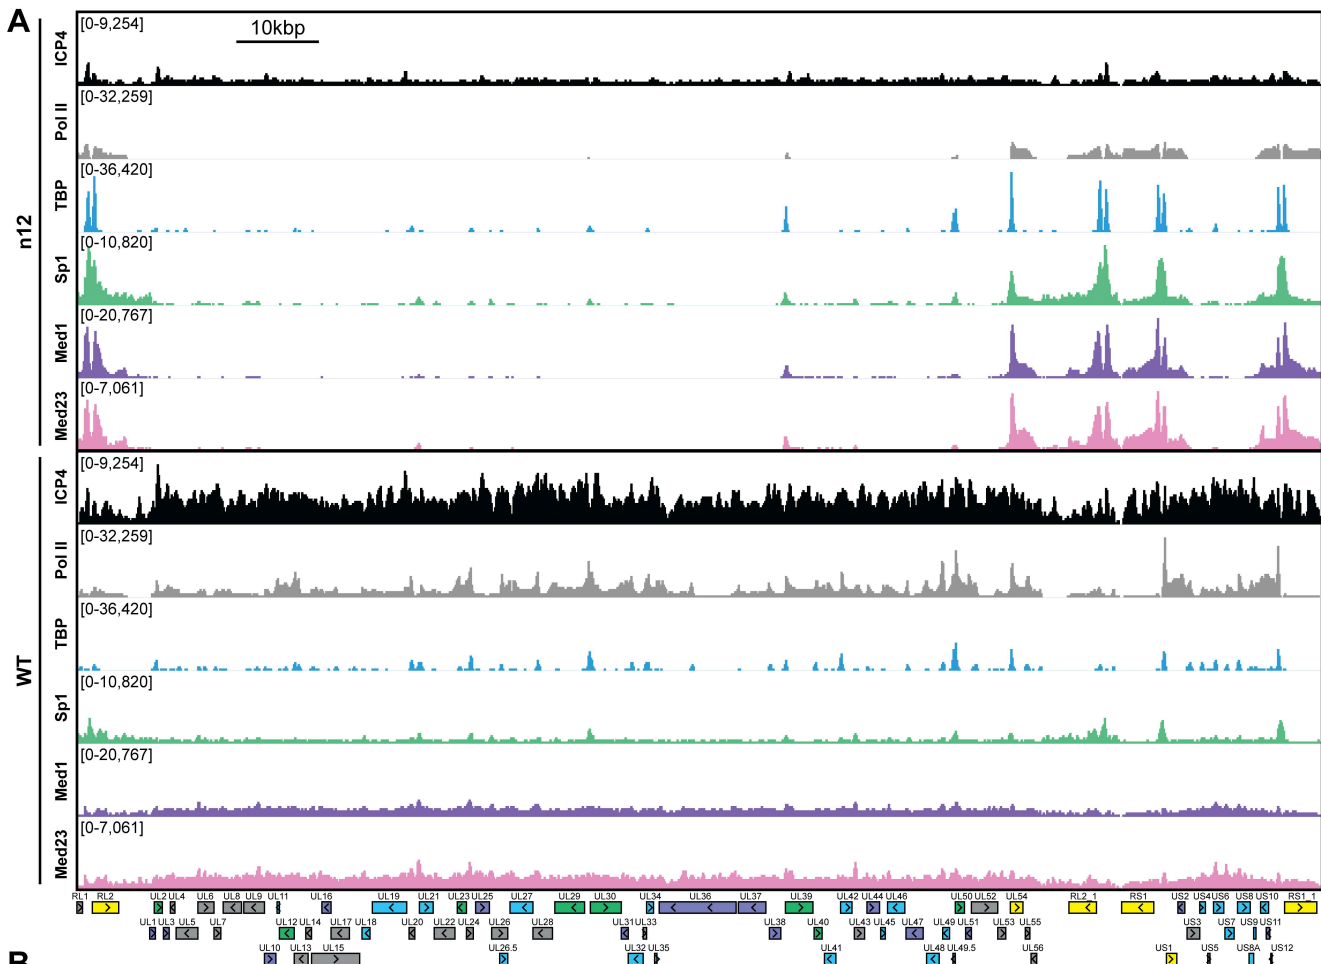 A
n12
ICP4
[0-9,254]
10kbp
Pol II
[0-32,259]
TBP
[0-36,420]
Sp1
[0-10,820]
Med1
[0-20,767]
Med23
[0-7,061]
WT
ICP4
[0-9,254]
Pol II
[0-32,259]
TBP
[0-36,420]
Sp1
[0-10,820]
Med1
[0-20,767]
Med23
[0-7,061]
RL1 RL2 UL2 UL4 UL6 UL8 UL9 UL11 UL16 UL19 UL21 UL23 UL25 UL27 UL29 UL30 UL34 UL36 UL37 UL39 UL42 UL44 UL46 UL50 UL52 UL54 RL2_1 RS1 US2 US4 US6 US8 US10 RS1_1
UL1 UL3 UL5 UL7 UL12 UL14 UL17 UL18 UL20 UL22 UL24 UL26 UL28 UL31 UL33 UL38 UL40 UL43 UL45 UL47 UL49 UL51 UL53 UL55 US3 US7 US9 US11
UL10 UL13 UL15 UL26.5 UL32 UL35 UL41 UL48 UL49.5 UL56 US1 US5 US8A US12
B